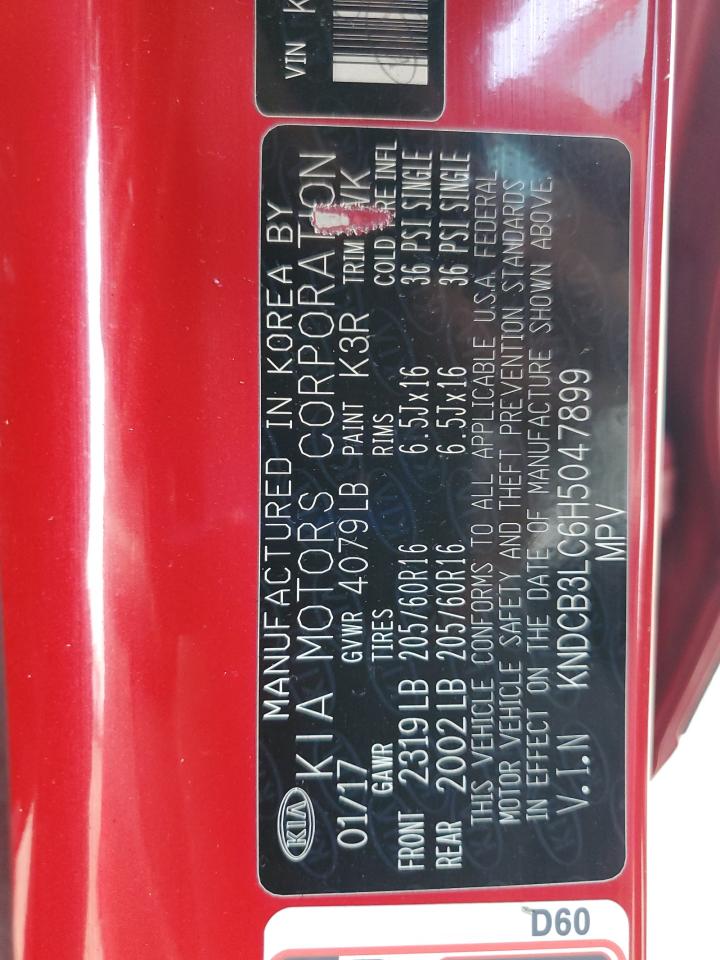 VIN K
MANUFACTURED IN KOREA BY
KIA KIA MOTORS CORPORATION
01/17 GVWR 4079LB PAINT K3R TRIM
GAWR TIRES RIMS COLD INFL
FRONT 2319LB 205/60R16 6.5Jx16 36 PSI SINGLE
REAR 2002LB 205/60R16 6.5Jx16 36 PSI SINGLE
THIS VEHICLE CONFORMS TO ALL APPLICABLE U.S.A. FEDERAL
MOTOR VEHICLE SAFETY AND THEFT PREVENTION STANDARDS
IN EFFECT ON THE DATE OF MANUFACTURE SHOWN ABOVE.
V.I.N KNDCB3LC6H5047899
MPV
D60